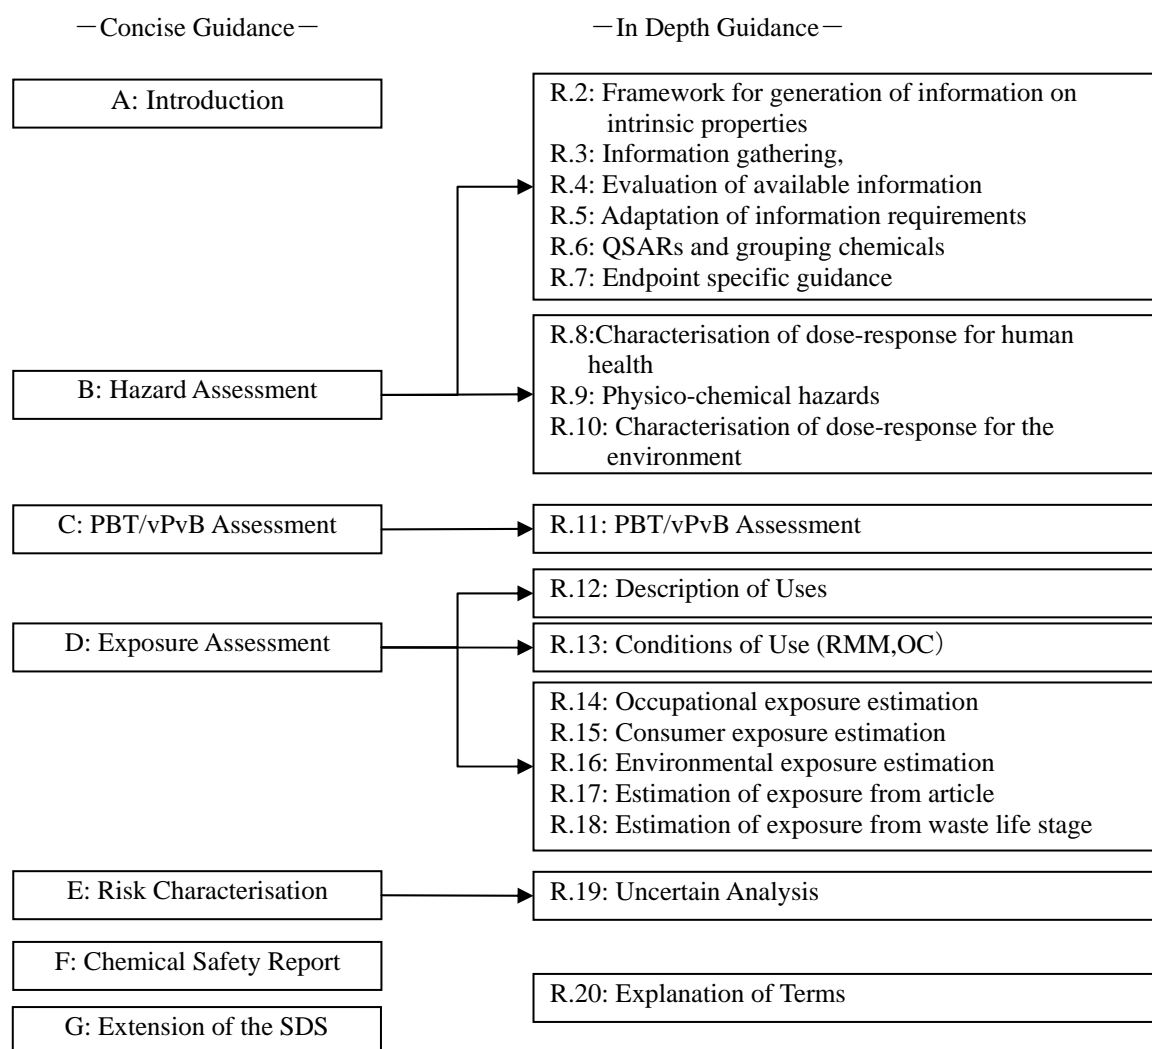 －Concise Guidance－
－In Depth Guidance－
A: Introduction
R.2: Framework for generation of information on
intrinsic properties
R.3: Information gathering,
R.4: Evaluation of available information
R.5: Adaptation of information requirements
R.6: QSARs and grouping chemicals
R.7: Endpoint specific guidance
B: Hazard Assessment
R.8:Characterisation of dose-response for human
health
R.9: Physico-chemical hazards
R.10: Characterisation of dose-response for the
environment
C: PBT/vPvB Assessment
R.11: PBT/vPvB Assessment
D: Exposure Assessment
R.12: Description of Uses
R.13: Conditions of Use (RMM,OC）
R.14: Occupational exposure estimation
R.15: Consumer exposure estimation
R.16: Environmental exposure estimation
R.17: Estimation of exposure from article
R.18: Estimation of exposure from waste life stage
E: Risk Characterisation
R.19: Uncertain Analysis
F: Chemical Safety Report
G: Extension of the SDS
R.20: Explanation of Terms